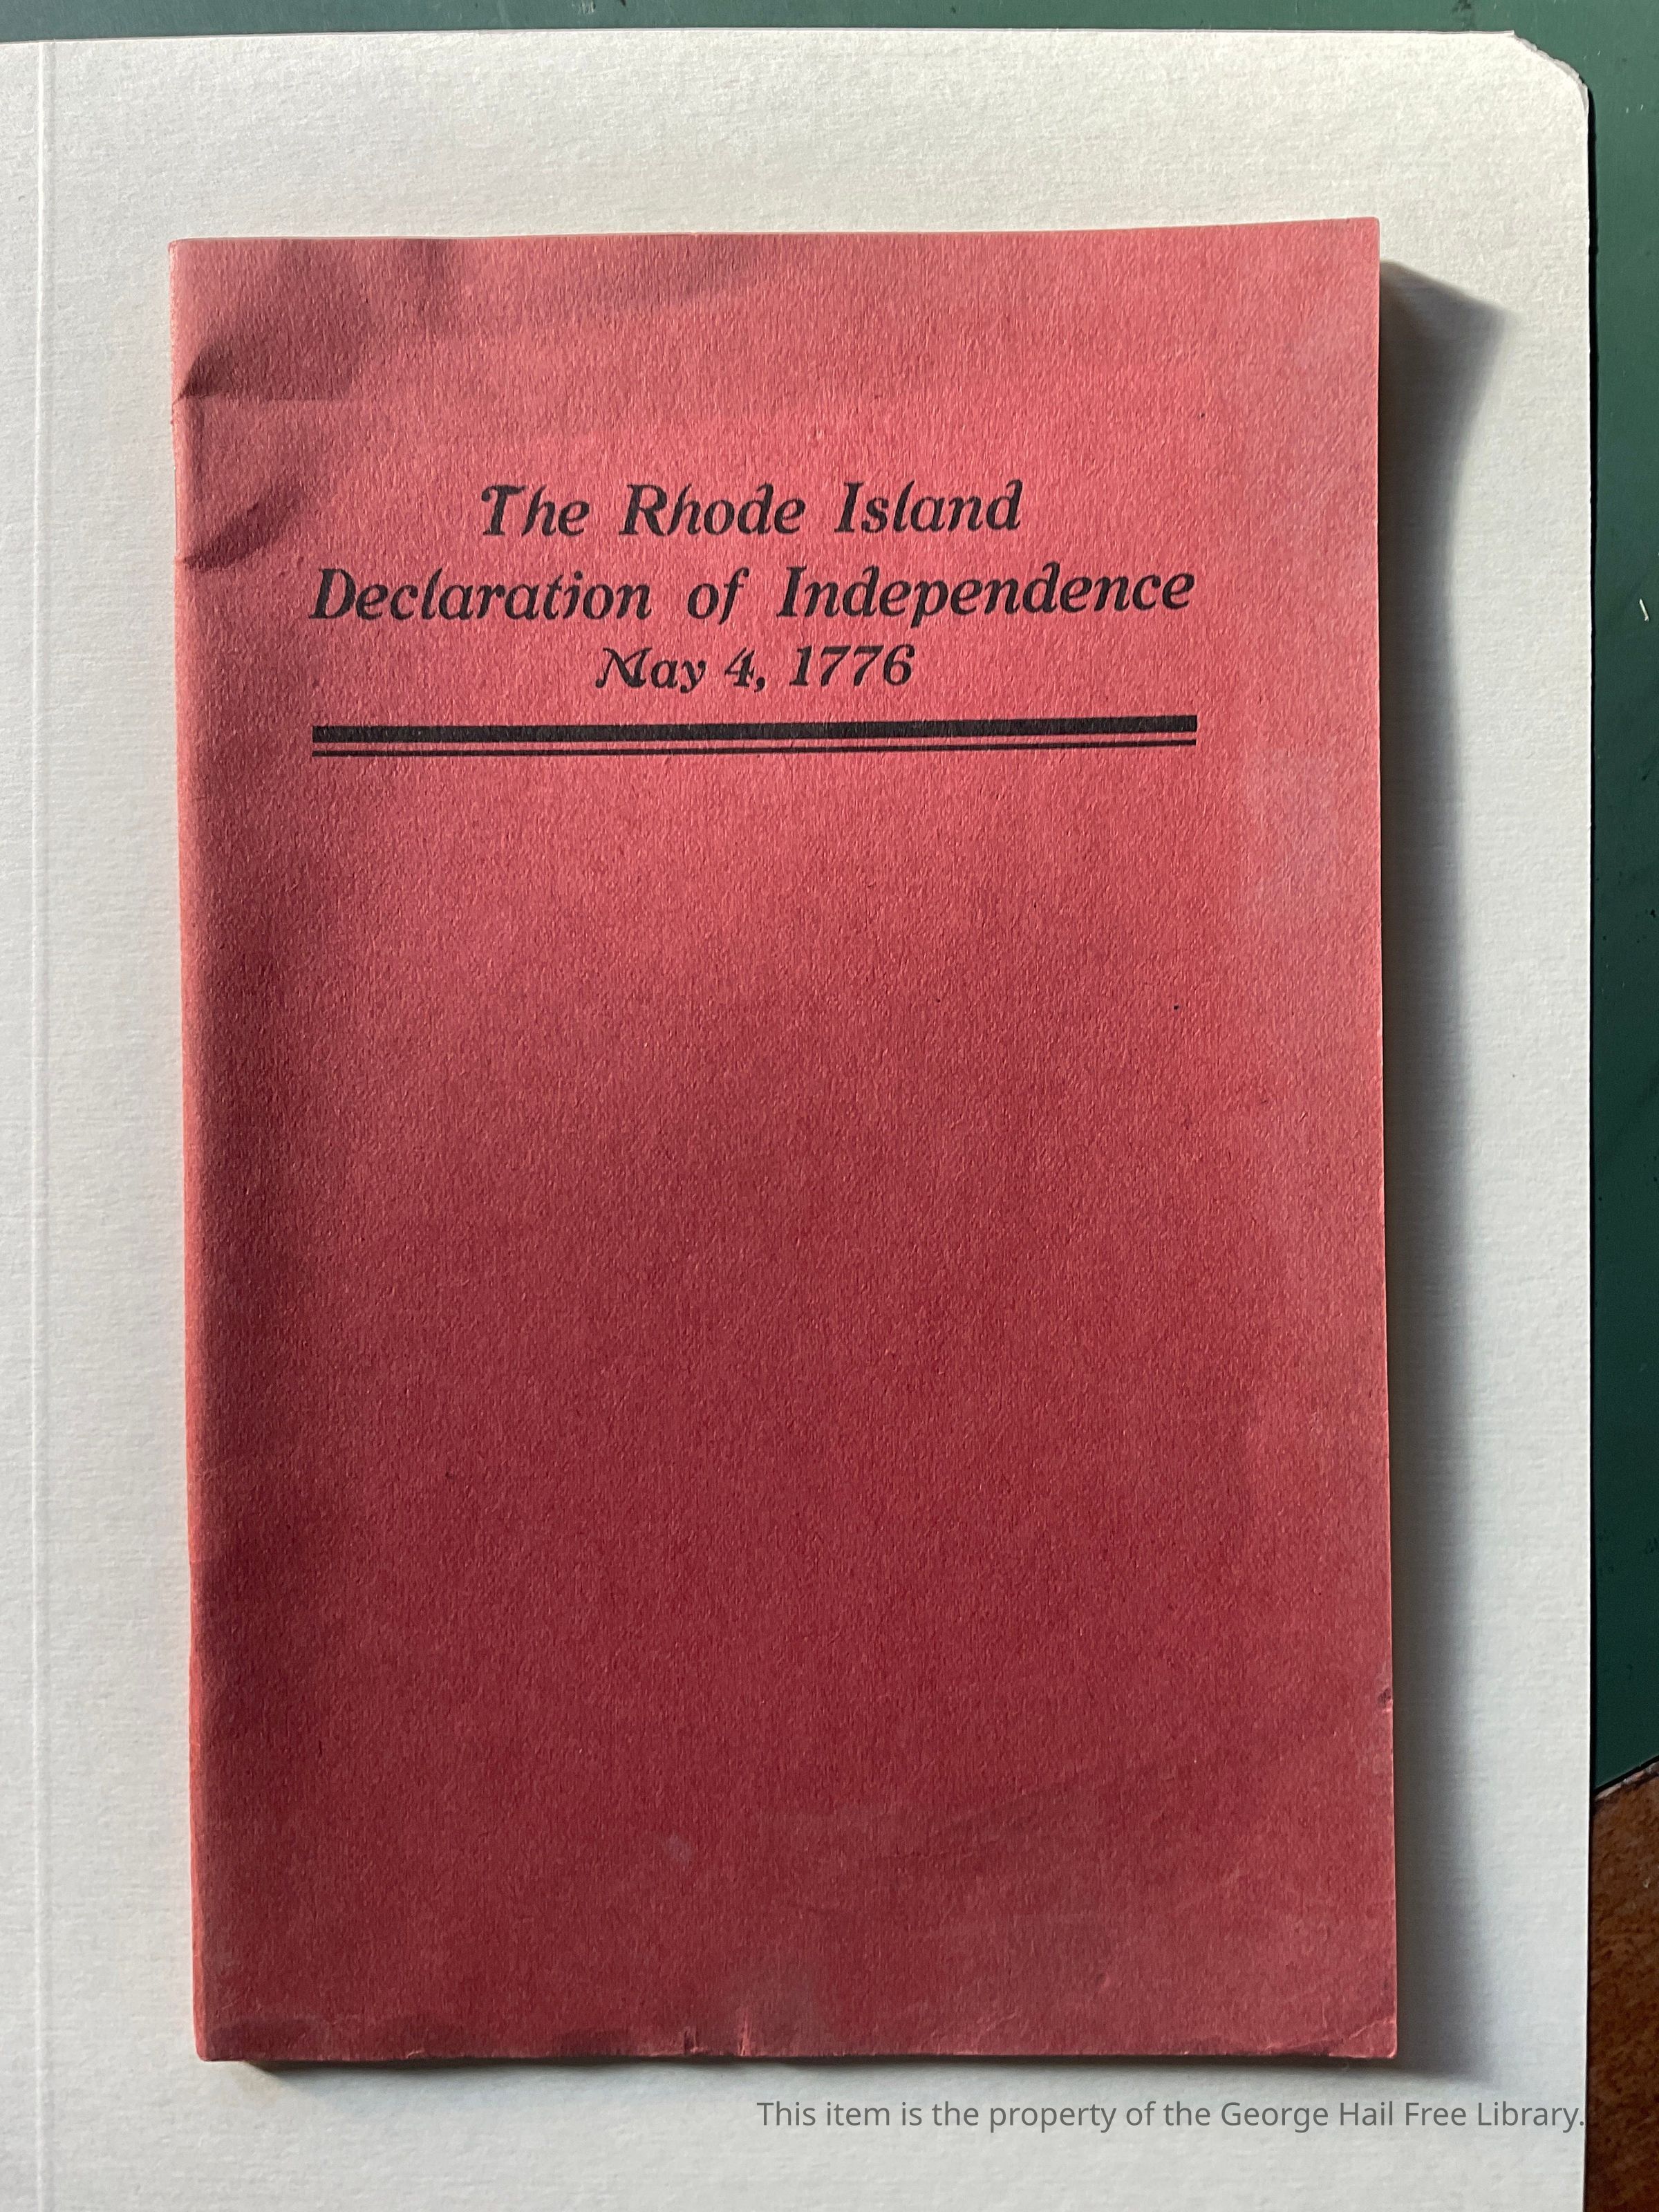 The Rhode Island
Declaration of Independence
May 4, 1776
This item is the property of the George Hail Free Library.